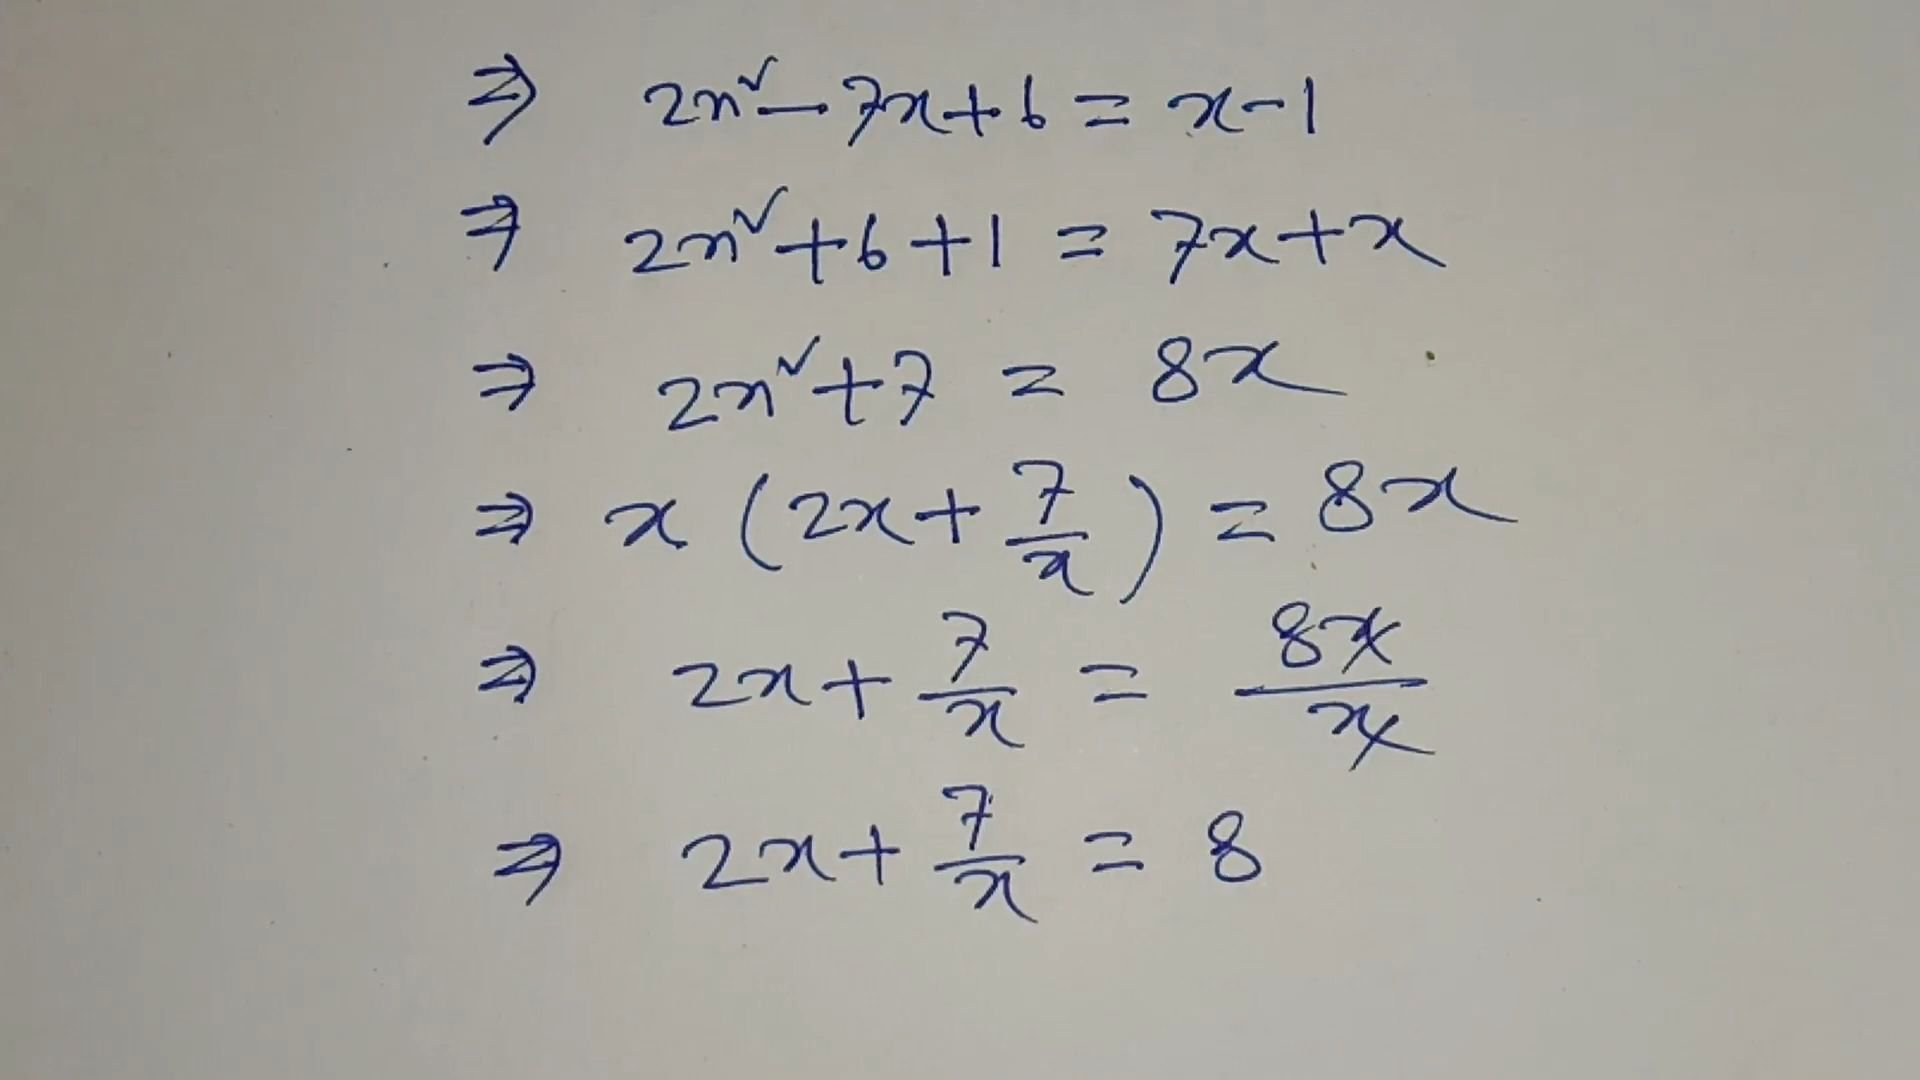 ⇒ 2x² - 7x + 6 = x - 1
⇒ 2x² + 6 + 1 = 7x + x
⇒ 2x² + 7 = 8x
⇒ x (2x + 7/x) = 8x
⇒ 2x + 7/x = 8x/x
⇒ 2x + 7/x = 8